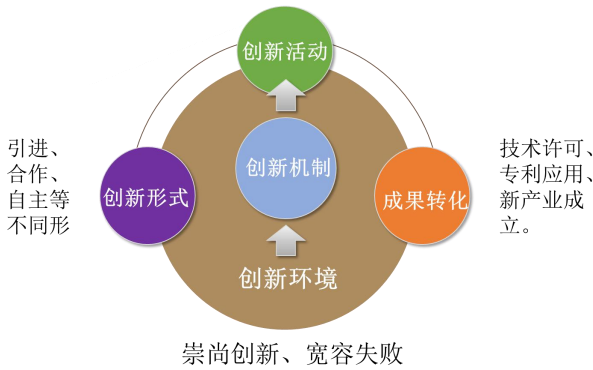 创新活动
引进、
合作、
自主等
不同形
创新形式
创新机制
成果转化
技术许可、
专利应用、
新产业成
立。
创新环境
崇尚创新、宽容失败